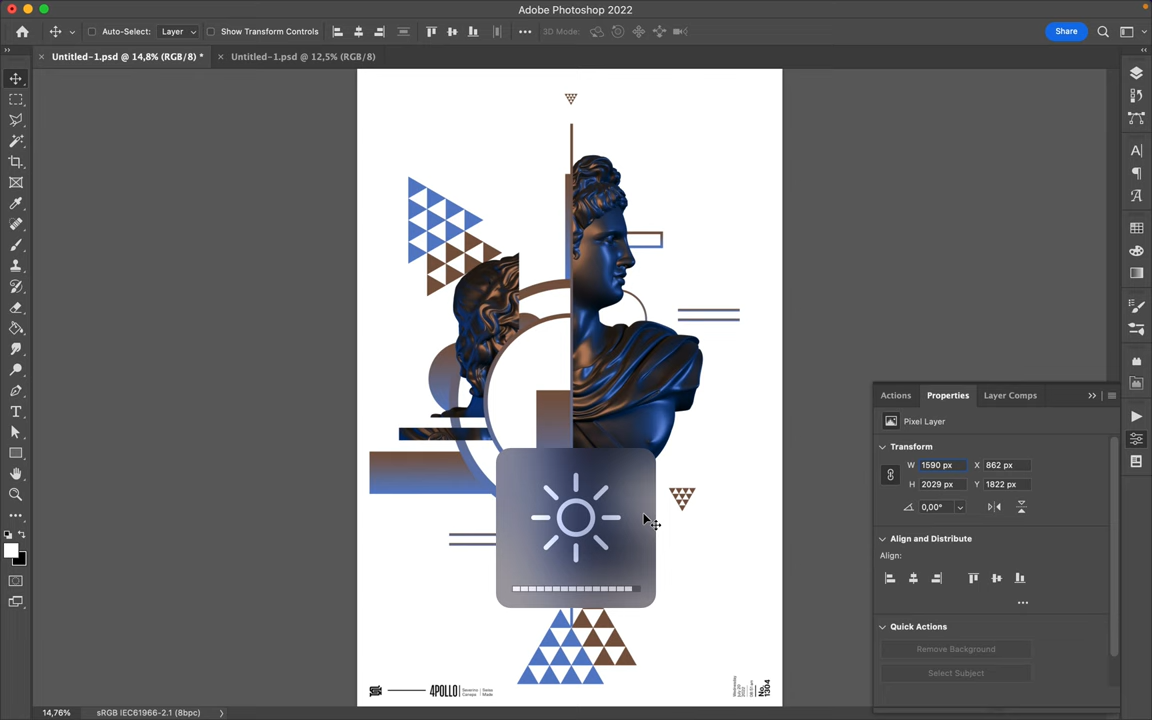 Adobe Photoshop 2022
Auto-Select: Layer Show Transform Controls 3D Mode: Share
Untitled-1.psd @ 14,8% (RGB/8) * Untitled-1.psd @ 12,5% (RGB/8)
Actions Properties Layer Comps
Pixel Layer
Transform
W 1590 px X 862 px
H 2029 px Y 1822 px
0,00°
Align and Distribute
Align:
Quick Actions
Remove Background
Select Subject
4POLLO
No. 1304
14,76% sRGB IEC61966-2.1 (8bpc)